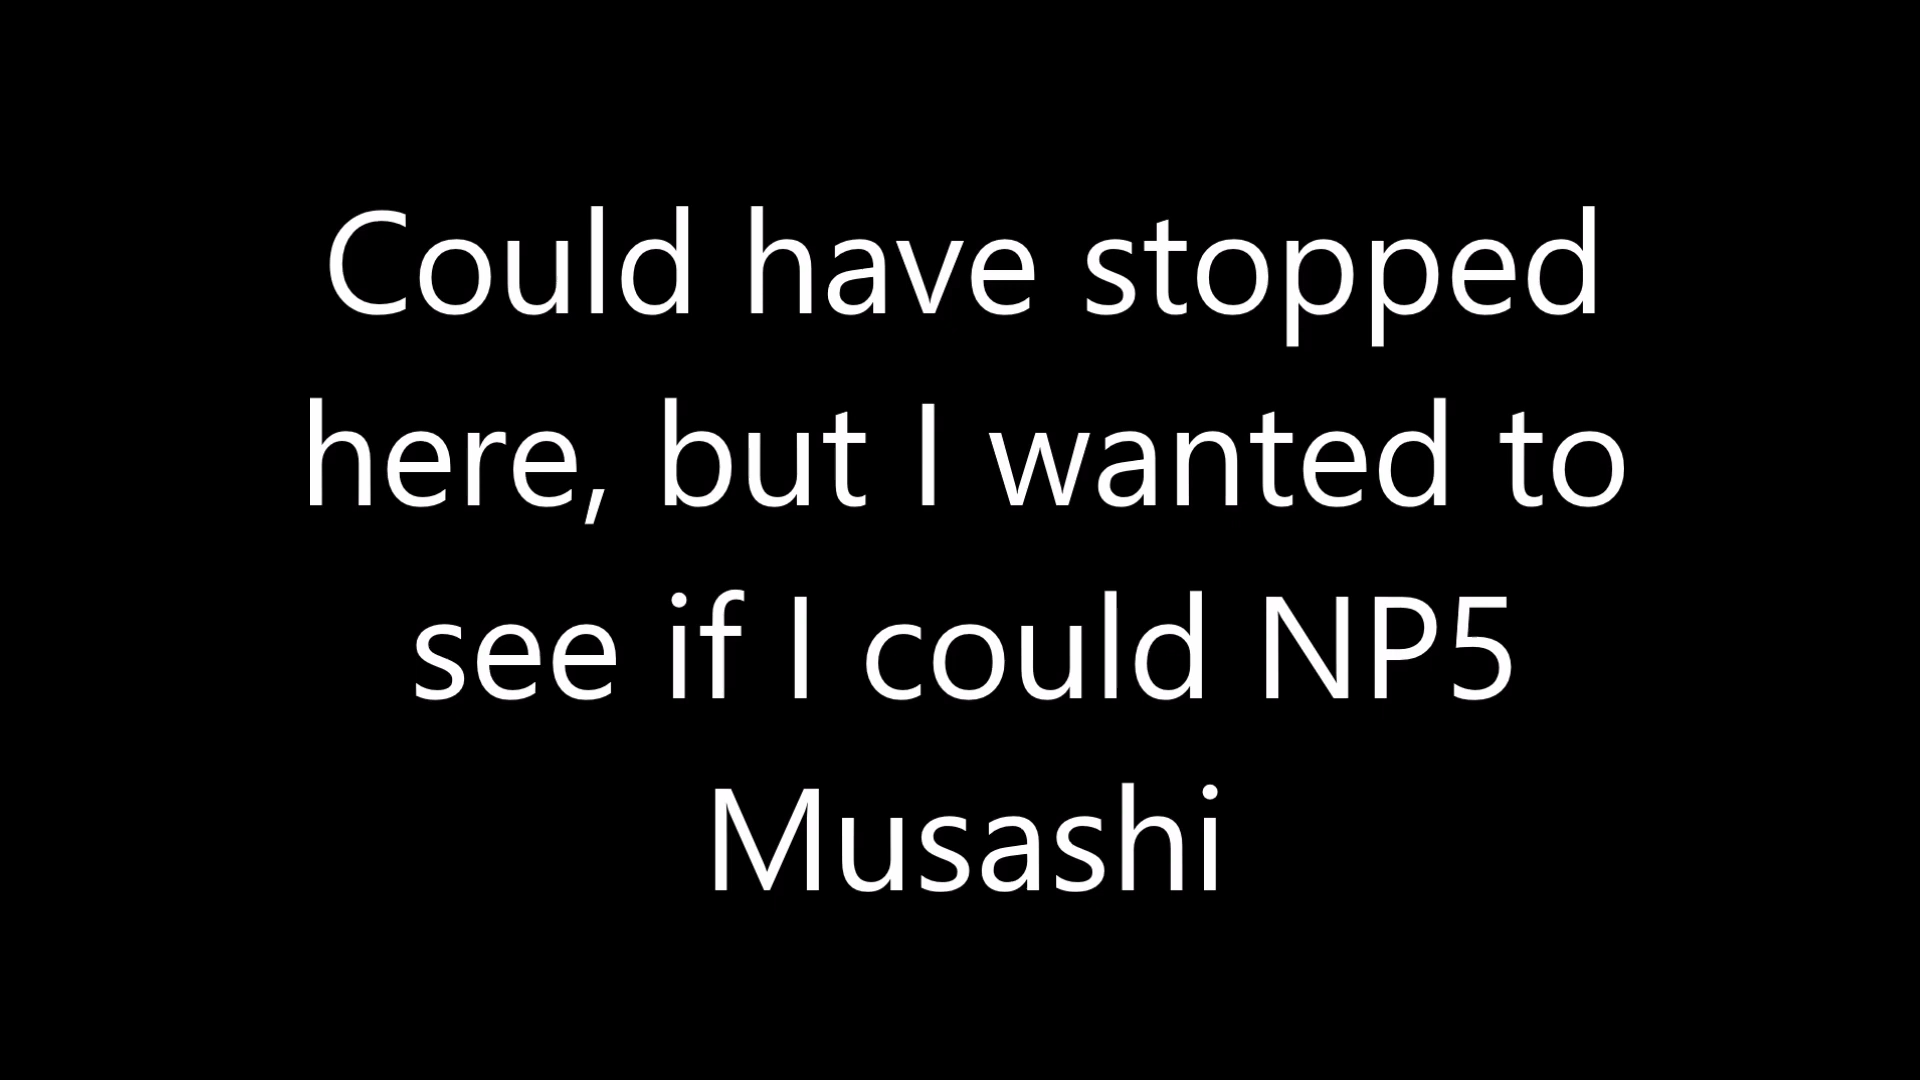 Could have stopped
here, but I wanted to
see if I could NP5
Musashi